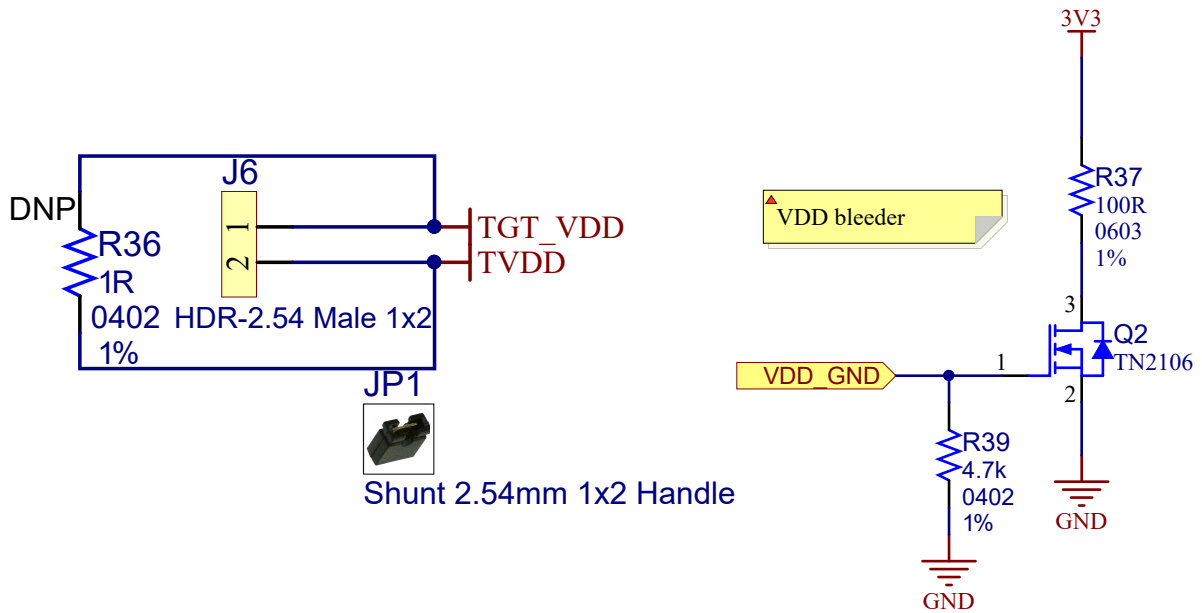 J6
DNP
1
2
TGT_VDD
TVDD
R36
1R
0402
1%
HDR-2.54 Male 1x2
JP1
Shunt 2.54mm 1x2 Handle
3V3
R37
100R
0603
1%
VDD bleeder
3
Q2
TN2106
1
2
VDD_GND
R39
4.7k
0402
1%
GND
GND